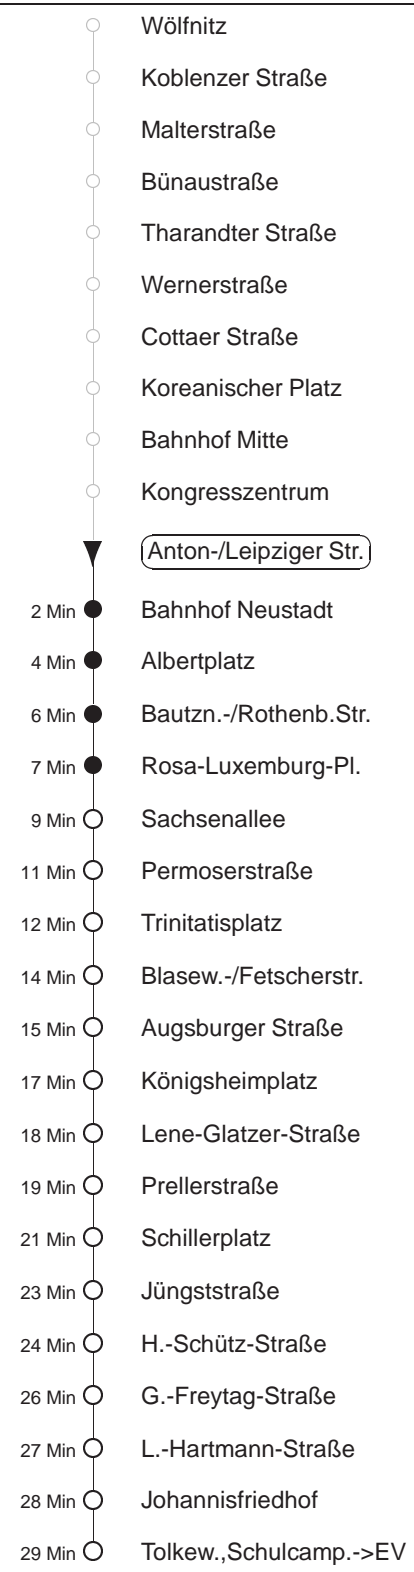 Wölfnitz
Koblenzer Straße
Malterstraße
Bünaustraße
Tharandter Straße
Wernerstraße
Cottaer Straße
Koreanischer Platz
Bahnhof Mitte
Kongresszentrum
Anton-/Leipziger Str.
2 Min Bahnhof Neustadt
4 Min Albertplatz
6 Min Bautzn.-/Rothenb.Str.
7 Min Rosa-Luxemburg-Pl.
9 Min Sachsenallee
11 Min Permoserstraße
12 Min Trinitatisplatz
14 Min Blasew.-/Fetscherstr.
15 Min Augsburger Straße
17 Min Königsheimplatz
18 Min Lene-Glatzer-Straße
19 Min Prellerstraße
21 Min Schillerplatz
23 Min Jüngststraße
24 Min H.-Schütz-Straße
26 Min G.-Freytag-Straße
27 Min L.-Hartmann-Straße
28 Min Johannisfriedhof
29 Min Tolkew.,Schulcamp.->EV